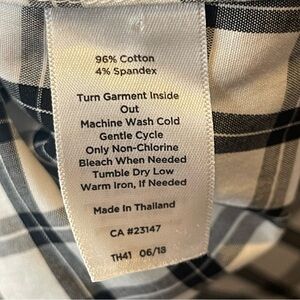 96% Cotton
4% Spandex
Turn Garment Inside
Out
Machine Wash Cold
Gentle Cycle
Only Non-Chlorine
Bleach When Needed
Tumble Dry Low
Warm Iron, If Needed
Made In Thailand
CA #23147
TH41 06/18